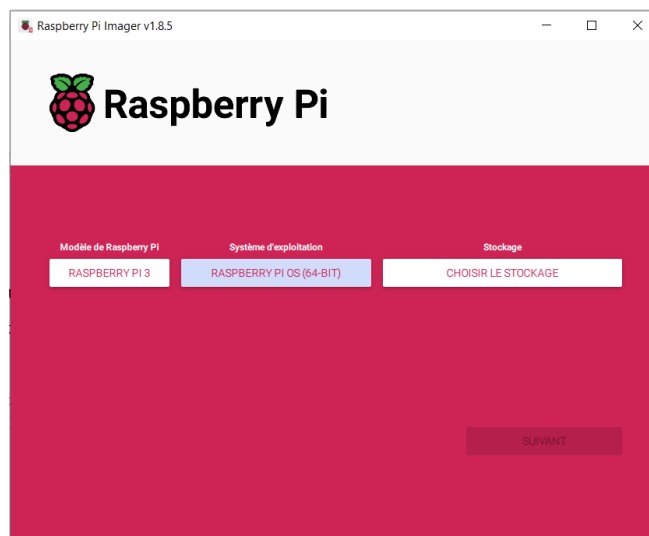 Raspberry Pi Imager v1.8.5
Raspberry Pi
Modèle de Raspberry Pi
Système d'exploitation
Stockage
RASPBERRY PI 3
RASPBERRY PI OS (64-BIT)
CHOISIR LE STOCKAGE
SUIVANT